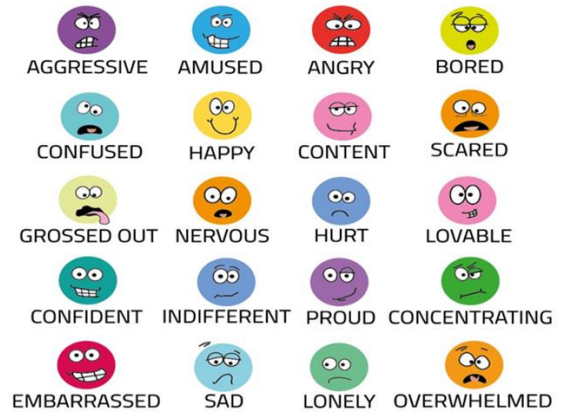 AGGRESSIVE AMUSED ANGRY BORED
CONFUSED HAPPY CONTENT SCARED
GROSSED OUT NERVOUS HURT LOVABLE
CONFIDENT INDIFFERENT PROUD CONCENTRATING
EMBARRASSED SAD LONELY OVERWHELMED